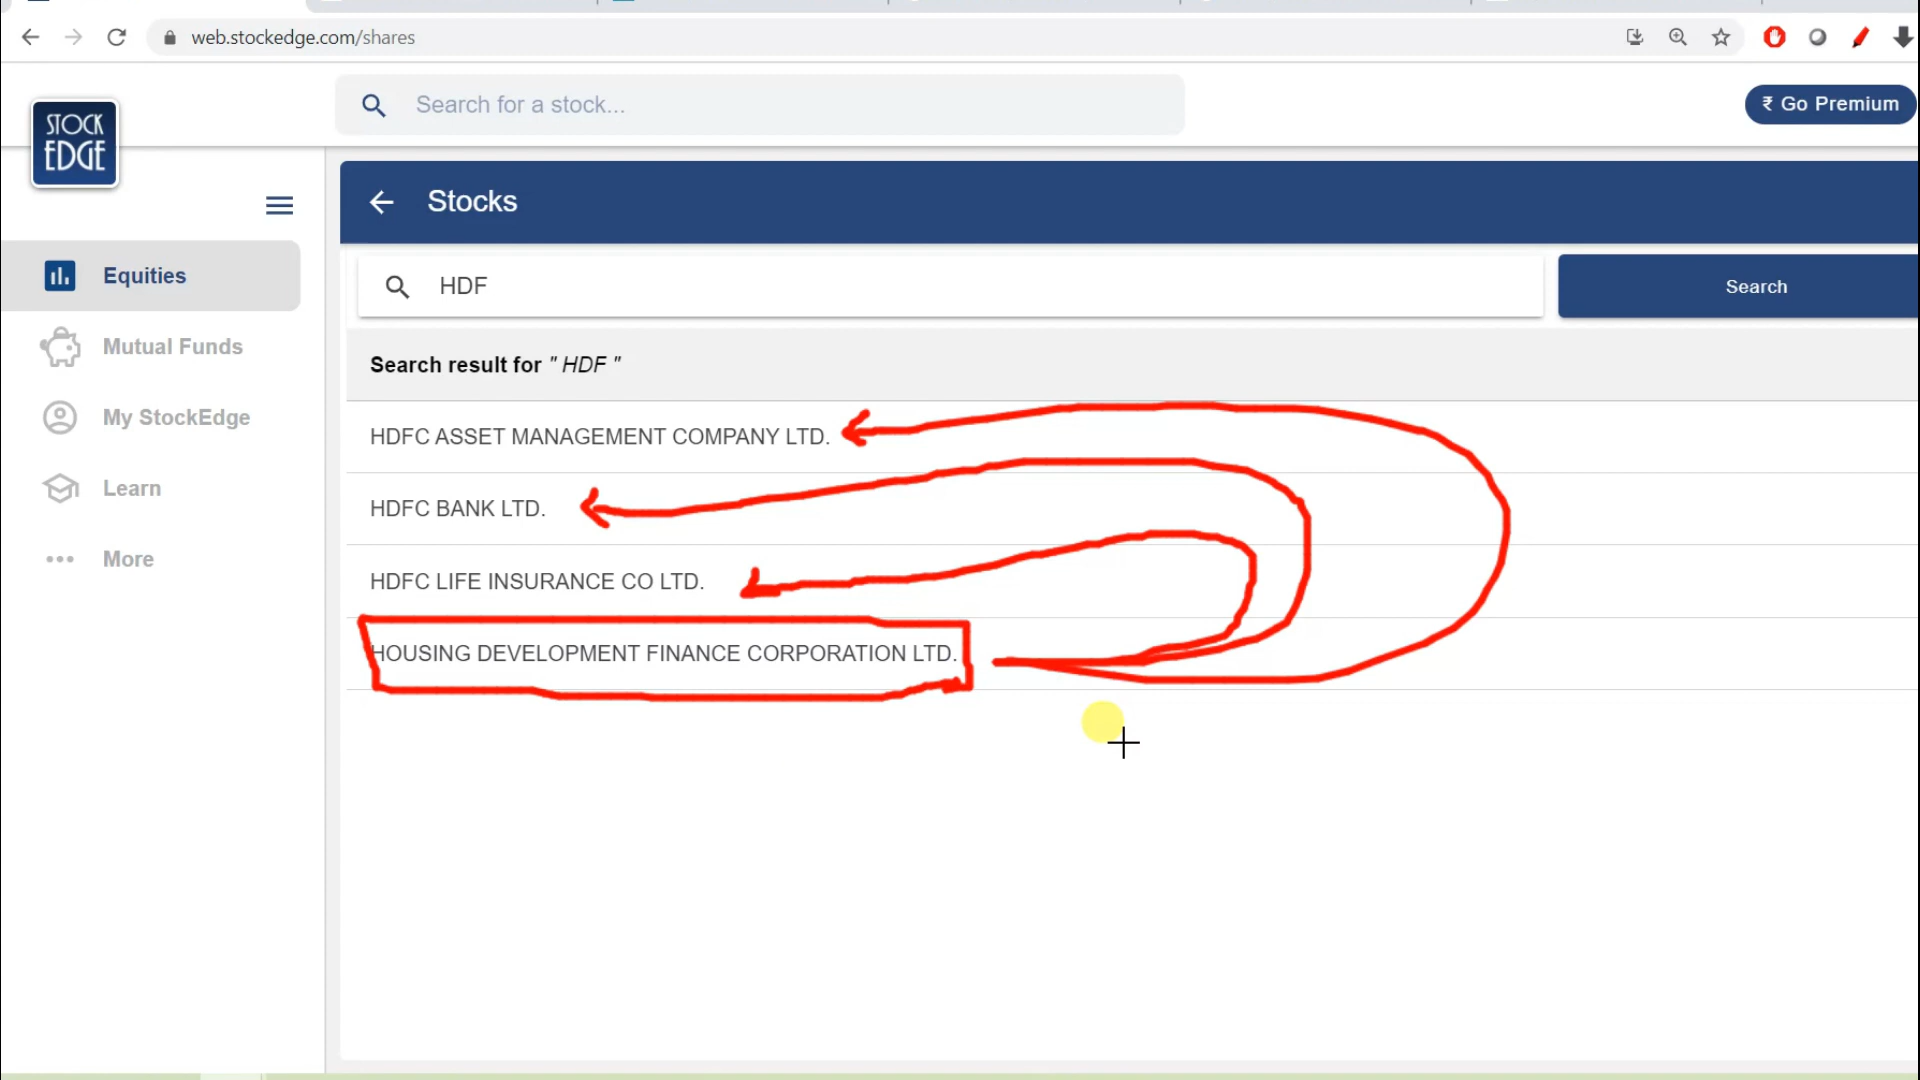 web.stockedge.com/shares
STOCK
EDGE
Search for a stock...
₹ Go Premium
Stocks
Equities
HDF
Search
Mutual Funds
Search result for " HDF "
My StockEdge
HDFC ASSET MANAGEMENT COMPANY LTD.
Learn
HDFC BANK LTD.
More
HDFC LIFE INSURANCE CO LTD.
HOUSING DEVELOPMENT FINANCE CORPORATION LTD.